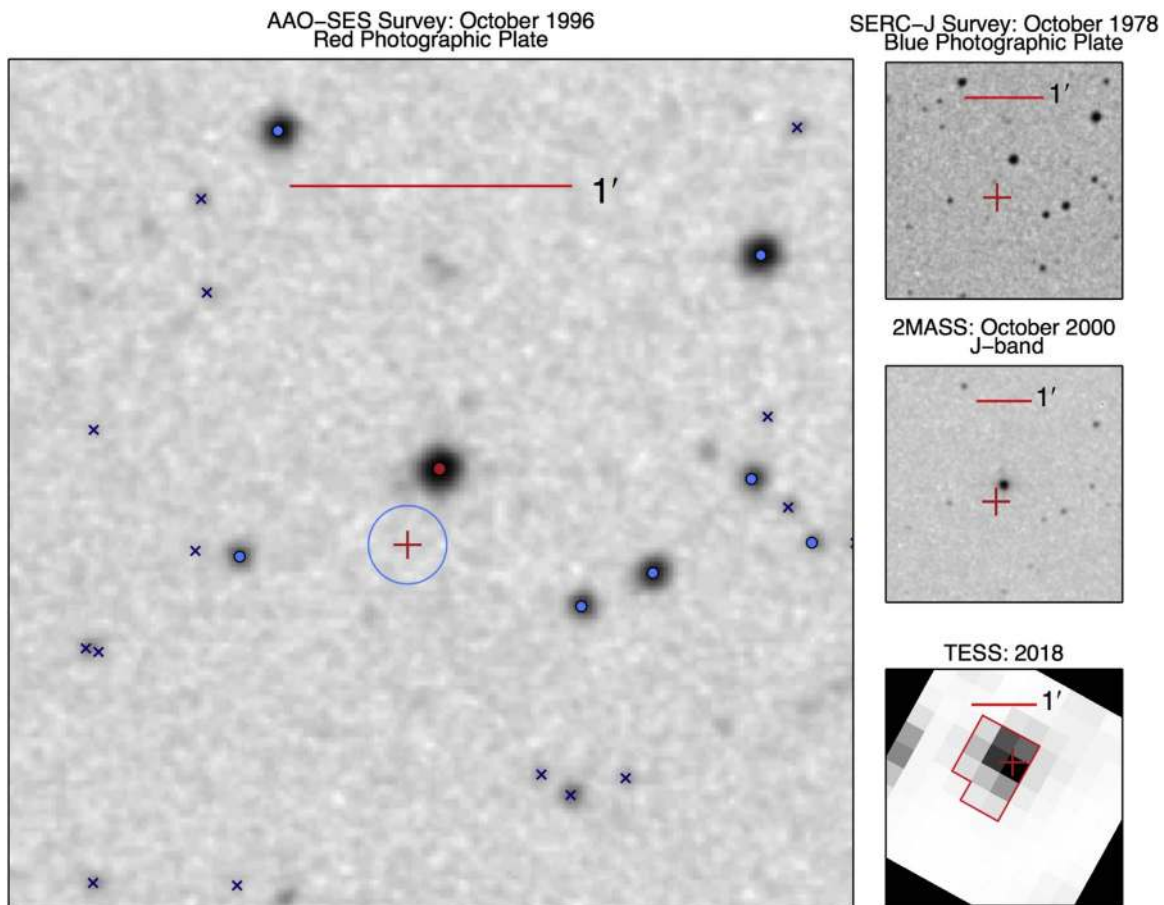 AAO-SES Survey: October 1996
Red Photographic Plate
1′
SERC-J Survey: October 1978
Blue Photographic Plate
1′
2MASS: October 2000
J-band
1′
TESS: 2018
1′